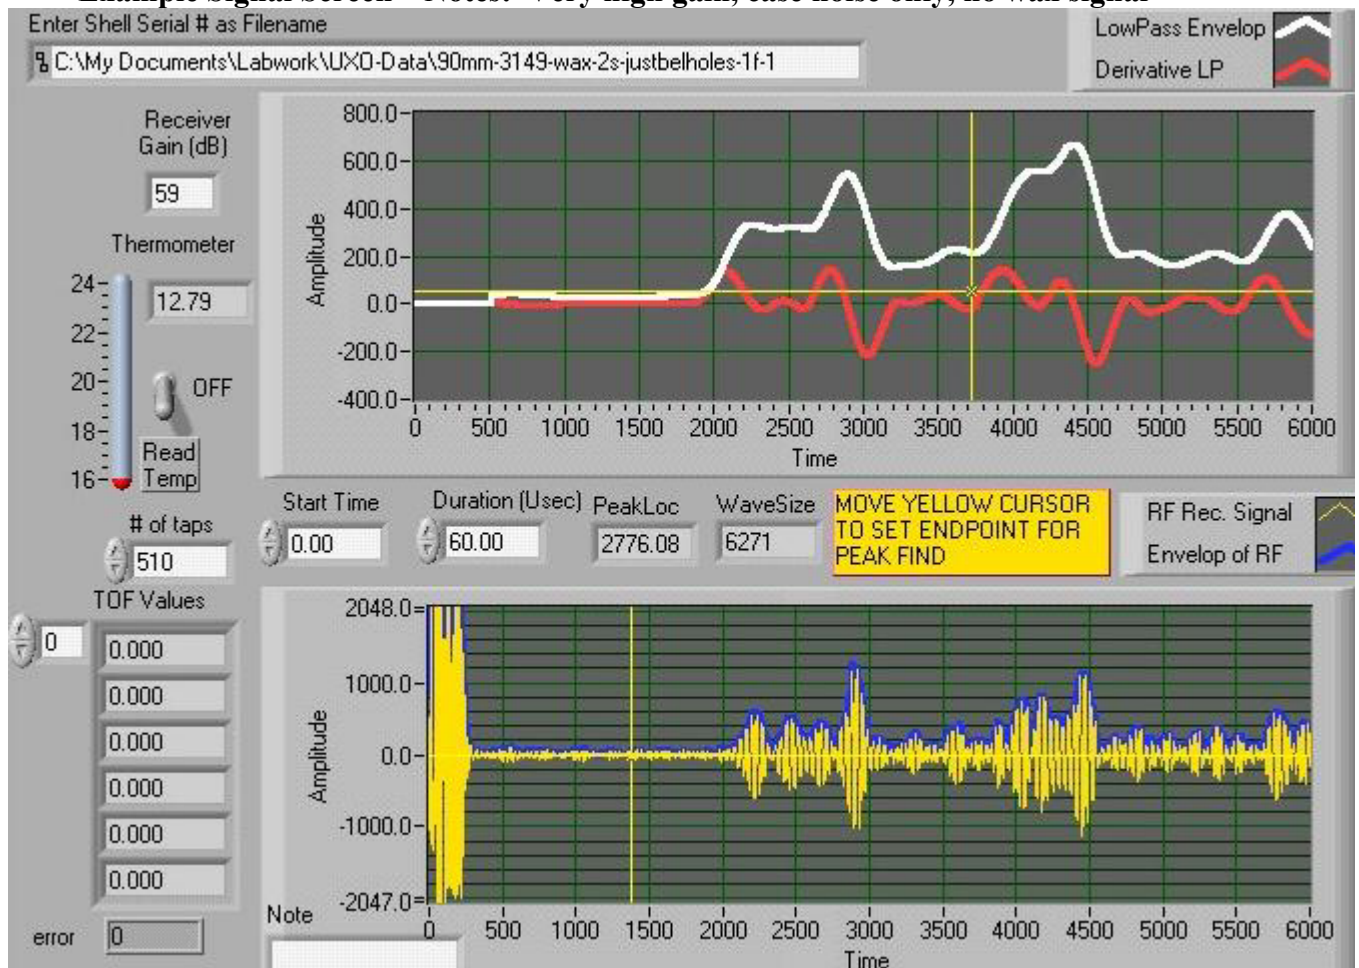 Enter Shell Serial # as Filename
C:\My Documents\Labwork\UXO-Data\90mm-3149-wax-2s-justbelholes-1f-1
LowPass Envelop
Derivative LP
Receiver
Gain (dB)
59
Thermometer
12.79
24-
22-
20-
18-
16-
OFF
Read
Temp
800.0-
600.0-
400.0-
200.0-
0.0-
-200.0-
-400.0-
Amplitude
0 500 1000 1500 2000 2500 3000 3500 4000 4500 5000 5500 6000
Time
# of taps
510
Start Time
0.00
Duration (Usec)
60.00
PeakLoc
2776.08
WaveSize
6271
MOVE YELLOW CURSOR
TO SET ENDPOINT FOR
PEAK FIND
RF Rec. Signal
Envelop of RF
TOF Values
0
0.000
0.000
0.000
0.000
0.000
0.000
error
0
2048.0=
1000.0-
0.0-
-1000.0-
-2047.0=
Amplitude
0 500 1000 1500 2000 2500 3000 3500 4000 4500 5000 5500 6000
Time
Note